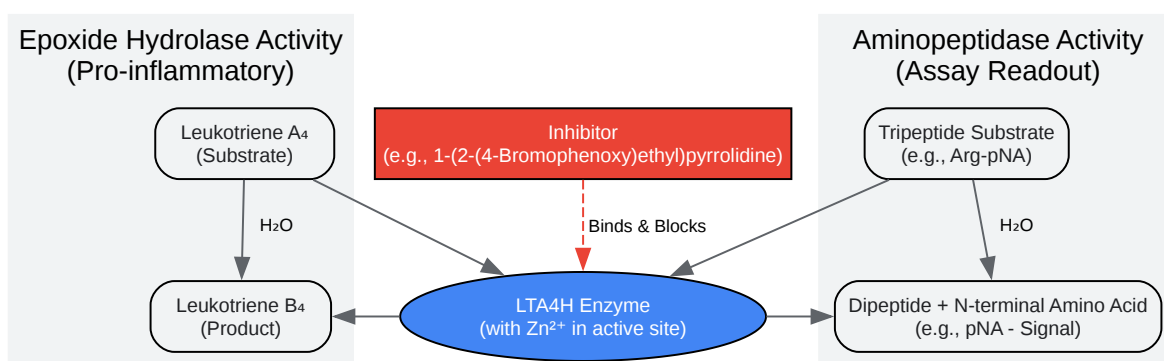 Epoxide Hydrolase Activity
(Pro-inflammatory)
Aminopeptidase Activity
(Assay Readout)
Leukotriene A₄
(Substrate)
Inhibitor
(e.g., 1-(2-(4-Bromophenoxy)ethyl)pyrrolidine)
Tripeptide Substrate
(e.g., Arg-pNA)
H₂O
Binds & Blocks
H₂O
Leukotriene B₄
(Product)
LTA4H Enzyme
(with Zn²⁺ in active site)
Dipeptide + N-terminal Amino Acid
(e.g., pNA - Signal)